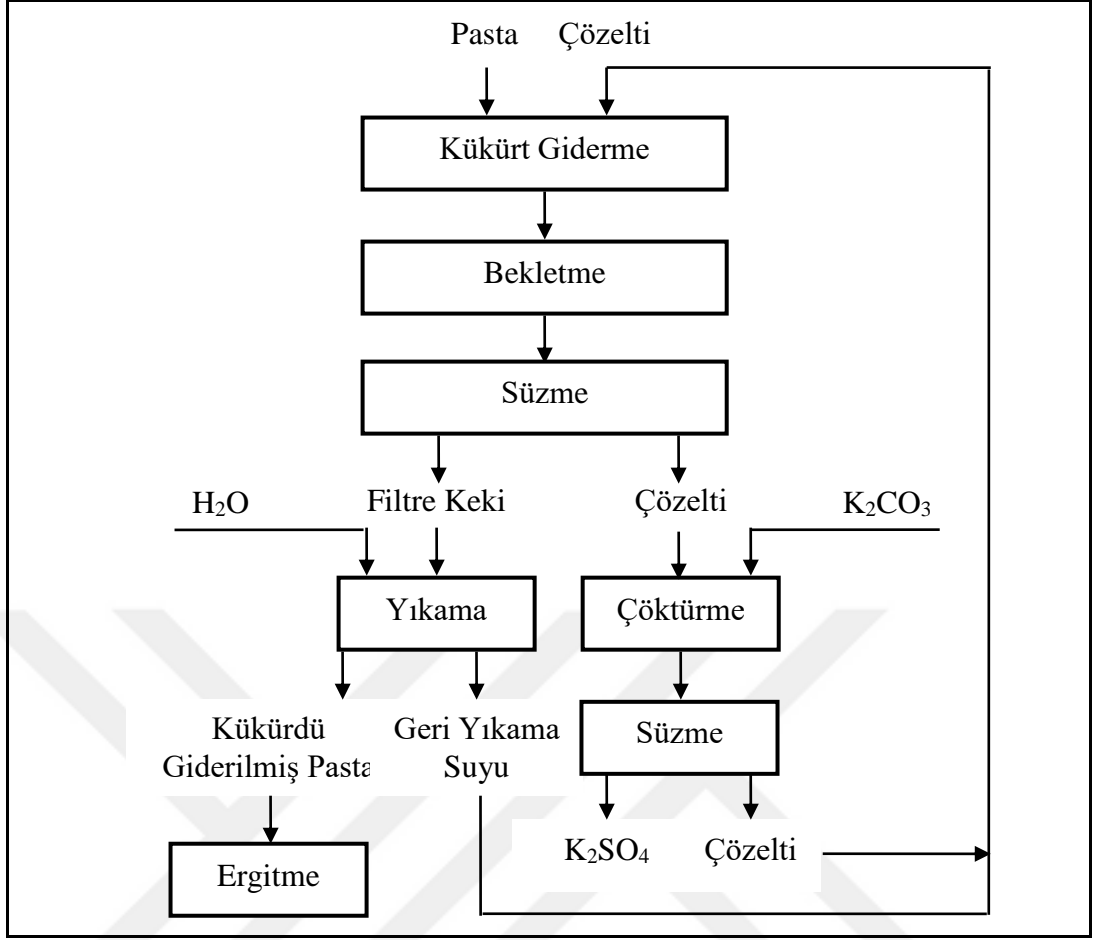 Pasta Çözelti
Kükürt Giderme
Bekletme
Süzme
H₂O Filtre Keki Çözelti K₂CO₃
Yıkama Çöktürme
Kükürdü
Giderilmiş Pasta
Geri Yıkama
Suyu
Süzme
K₂SO₄ Çözelti
Ergitme